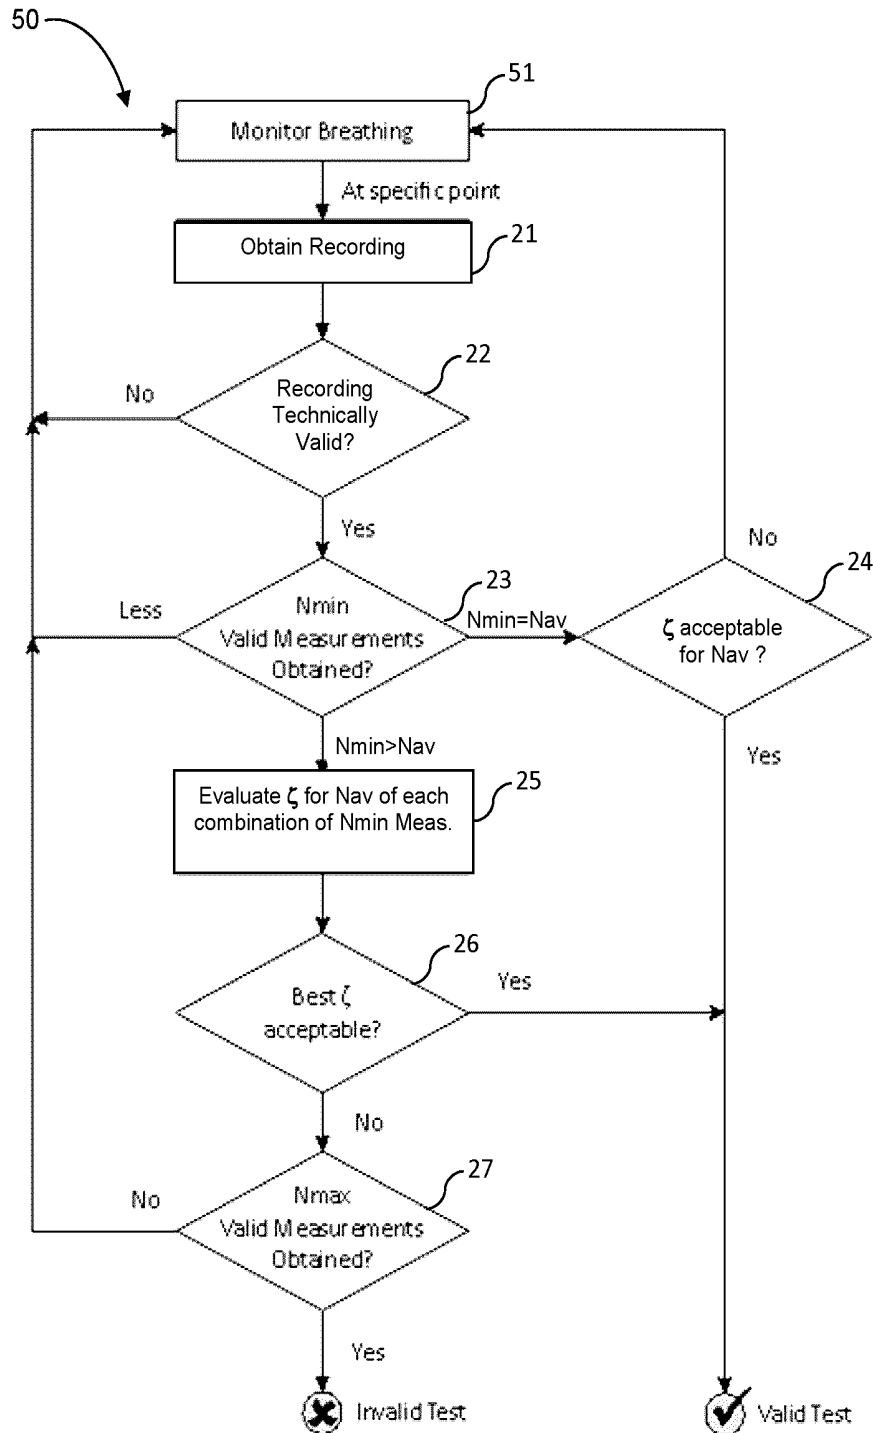 50
51
Monitor Breathing
At specific point
21
Obtain Recording
22
No
Recording
Technically
Valid?
Yes
No
24
23
Less
Nmin
Valid Measurements
Obtained?
Nmin=Nav
ζ acceptable
for Nav ?
Nmin>Nav
Yes
25
Evaluate ζ for Nav of each
combination of Nmin Meas.
26
Yes
Best ζ
acceptable?
No
27
No
Nmax
Valid Measurements
Obtained?
Yes
Invalid Test
Valid Test